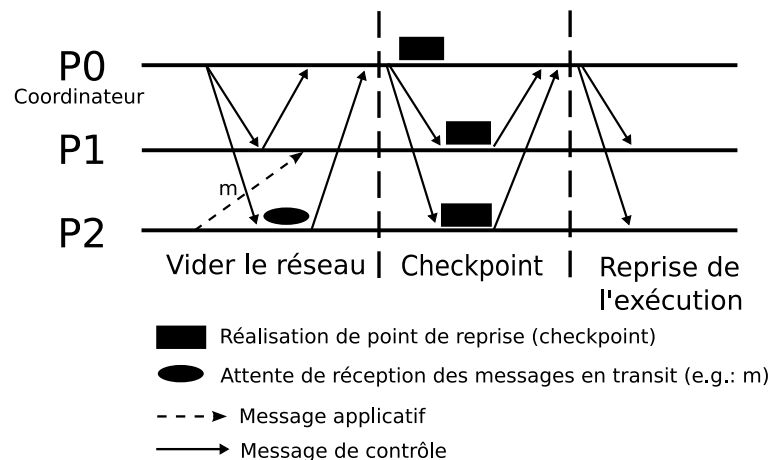 P0
Coordinateur
P1
m
P2
Vider le réseau
Checkpoint
Reprise de
l'exécution
Réalisation de point de reprise (checkpoint)
Attente de réception des messages en transit (e.g.: m)
Message applicatif
Message de contrôle